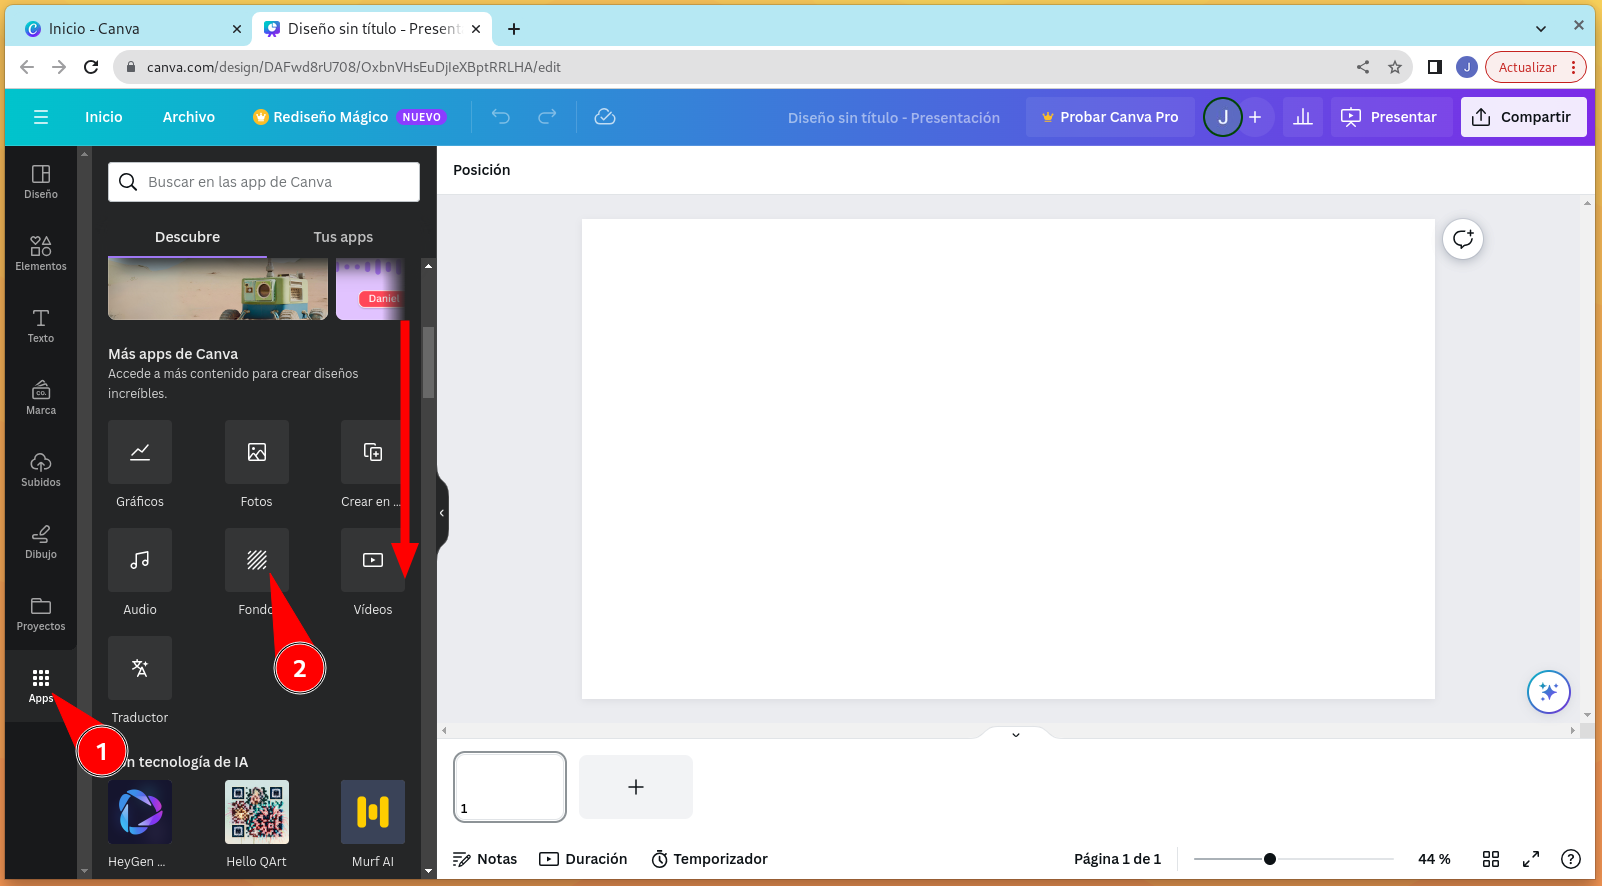 Inicio - Canva
Diseño sin título - Present
canva.com/design/DAFwd8rU708/OxbnVHsEuDjIeXBptRRLHA/edit
J
Actualizar
Inicio
Archivo
Rediseño Mágico NUEVO
Diseño sin título - Presentación
Probar Canva Pro
J
Presentar
Compartir
Diseño
Elementos
Texto
CO.
Marca
Subidos
Dibujo
Proyectos
Apps
1
Buscar en las app de Canva
Descubre
Tus apps
Daniel
Más apps de Canva
Accede a más contenido para crear diseños
increíbles.
Gráficos
Fotos
Crear en ...
Audio
Fondo
Vídeos
2
Traductor
n tecnología de IA
HeyGen ...
Hello QArt
Murf AI
Posición
1
Notas
Duración
Temporizador
Página 1 de 1
44 %